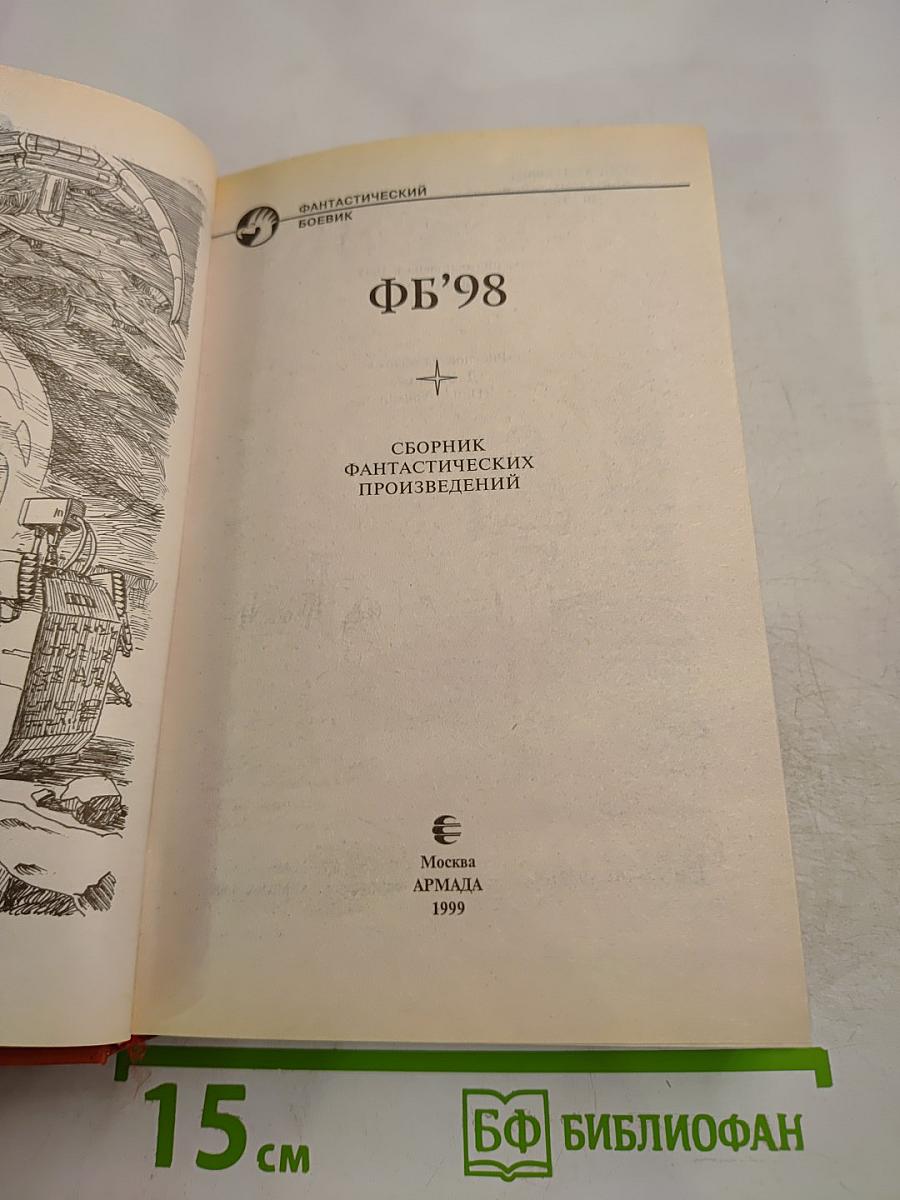 ФАНТАСТИЧЕСКИЙ
БОЕВИК
ФБ’98
СБОРНИК
ФАНТАСТИЧЕСКИХ
ПРОИЗВЕДЕНИЙ
Москва
АРМАДА
1999
15 см
БФ БИБЛИОФАН